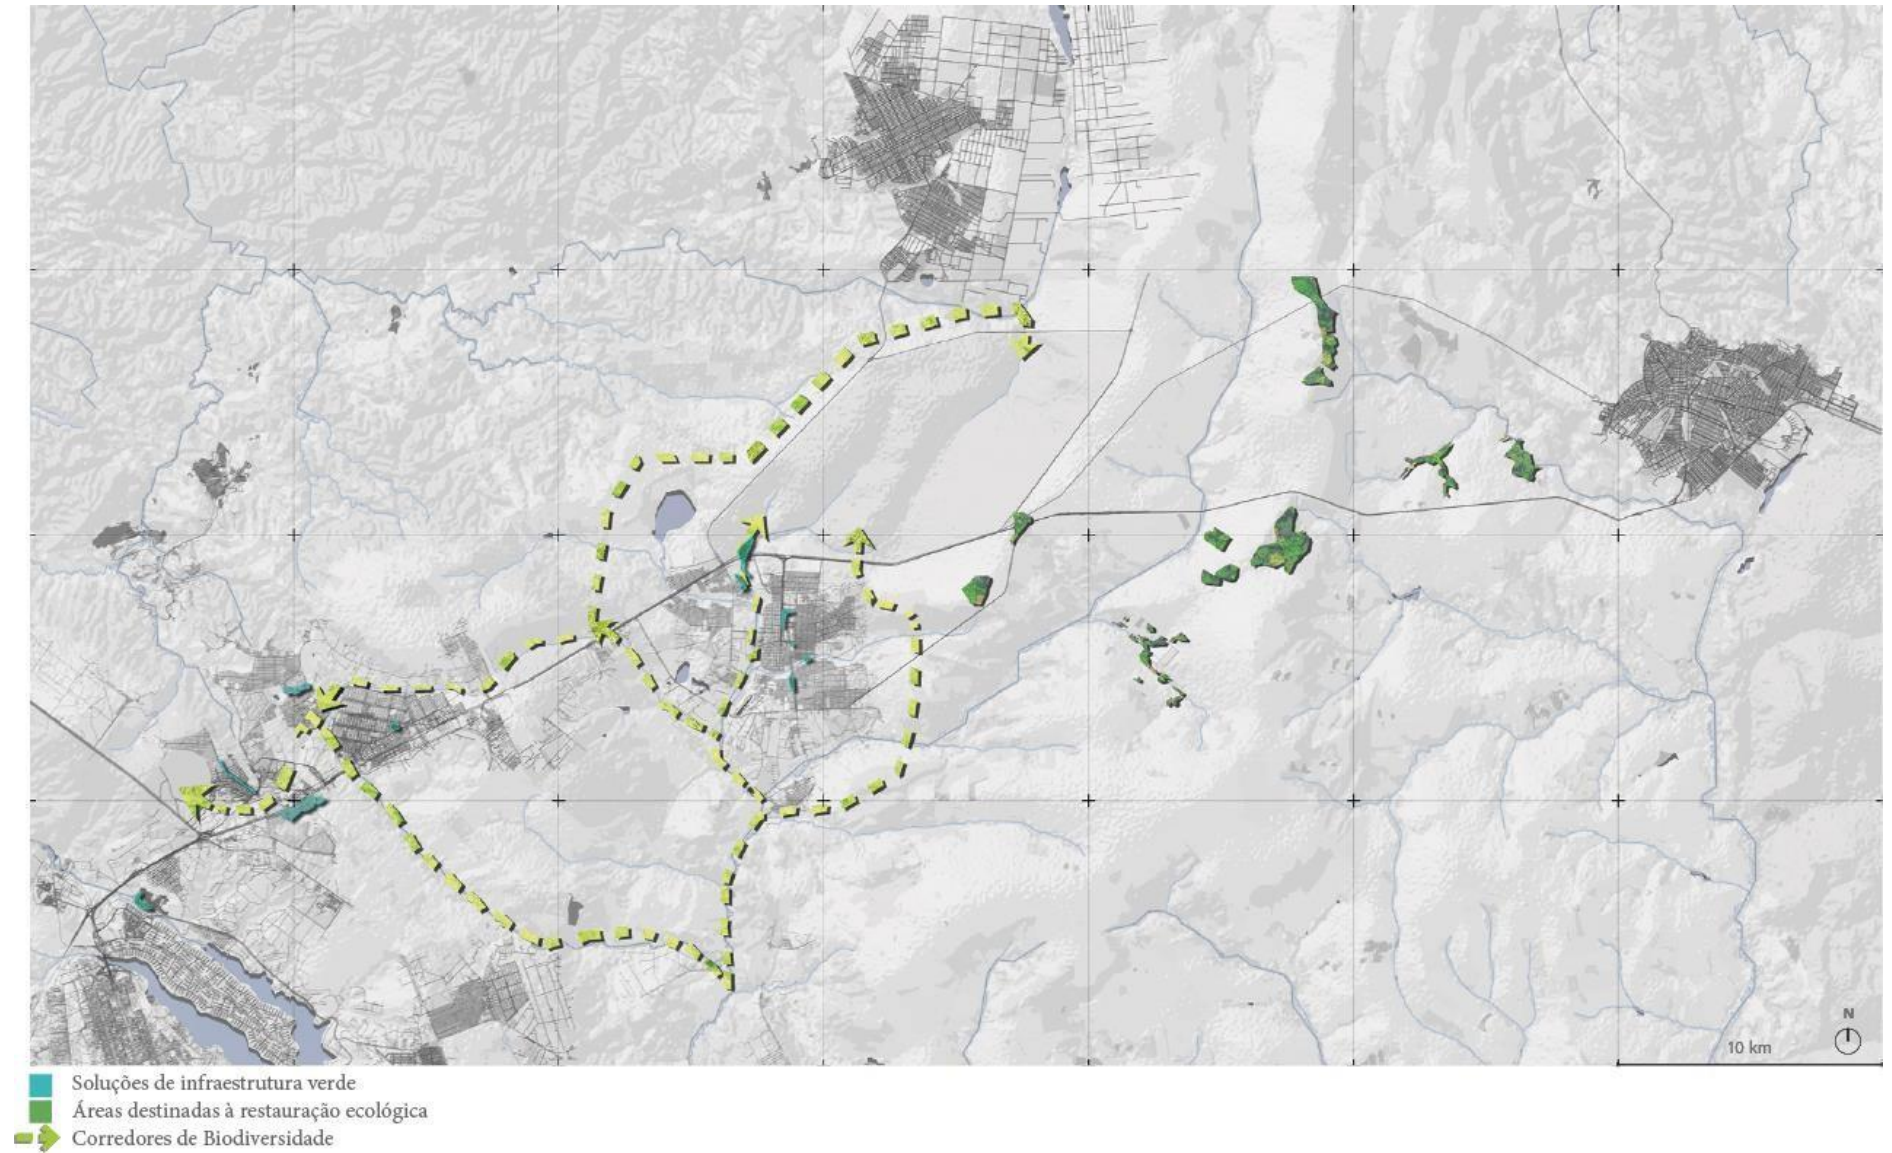 N
10 km
Soluções de infraestrutura verde
Áreas destinadas à restauração ecológica
Corredores de Biodiversidade